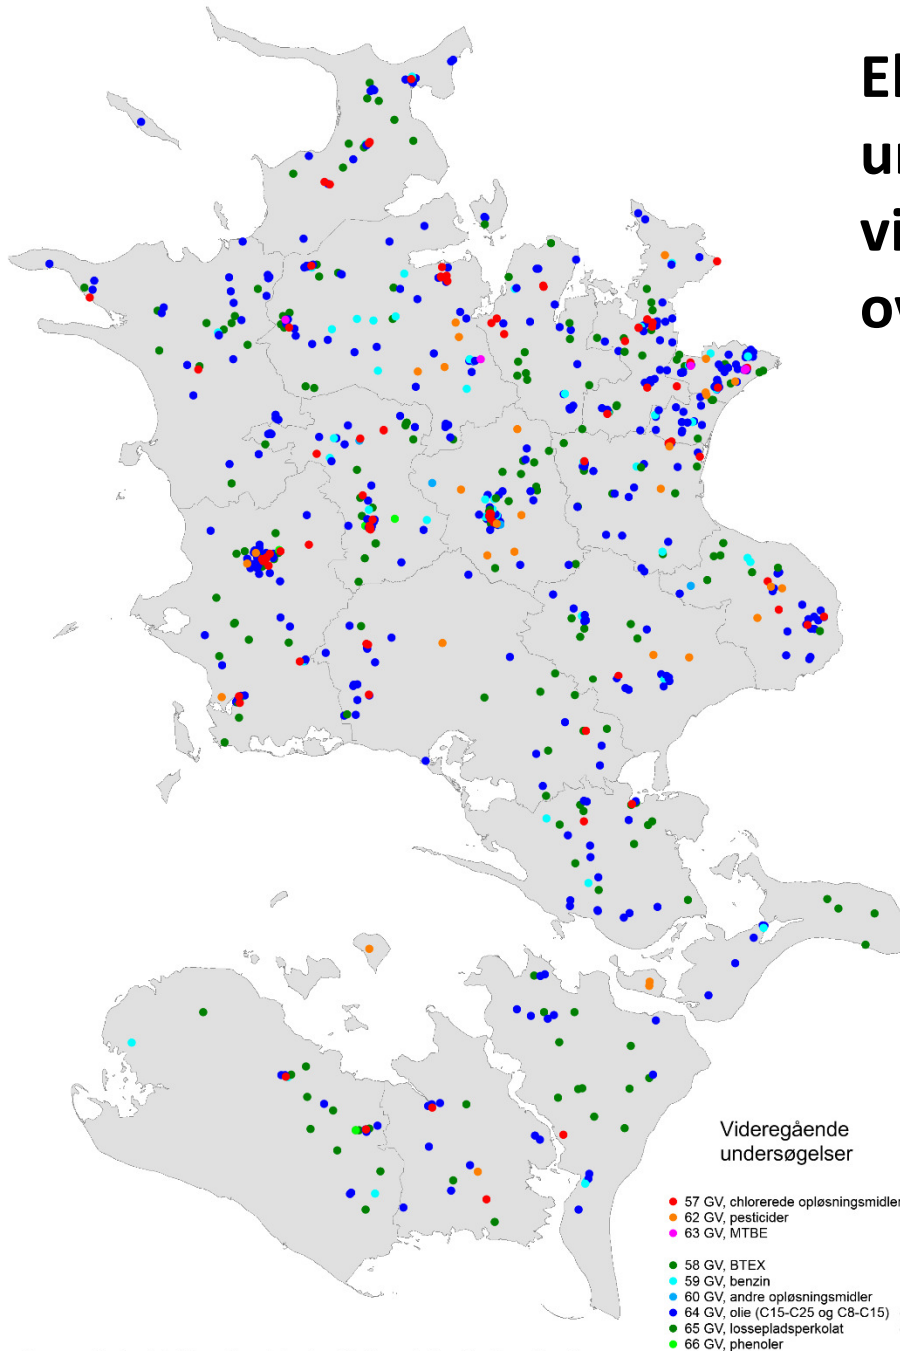 Videregående
undersøgelser
57 GV, chlorerede opløsningsmidler
62 GV, pesticider
63 GV, MTBE
58 GV, BTEX
59 GV, benzin
60 GV, andre opløsningsmidler
64 GV, olie (C15-C25 og C8-C15)
65 GV, lossepladsperkolat
66 GV, phenoler